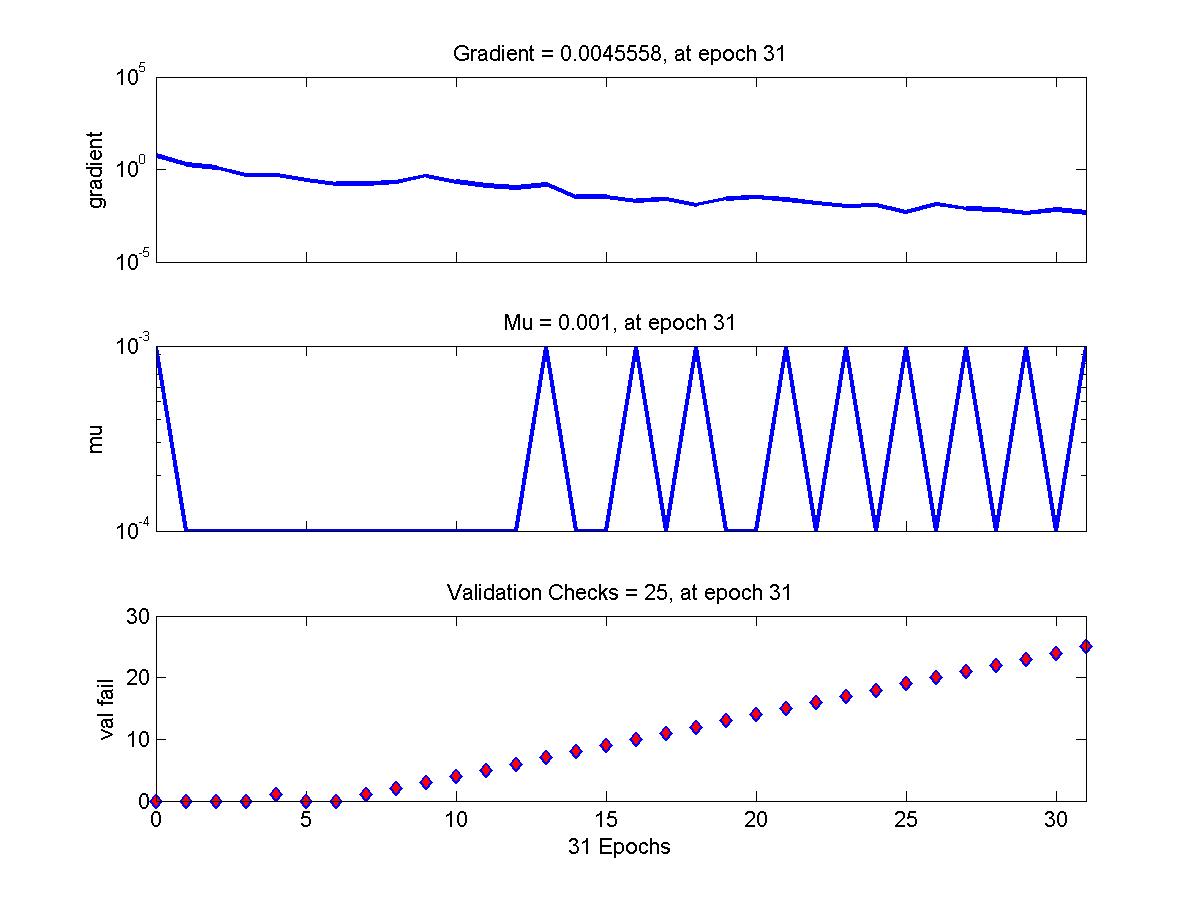 Gradient = 0.0045558, at epoch 31
10^5
10^0
10^-5
gradient
Mu = 0.001, at epoch 31
10^-3
10^-4
mu
Validation Checks = 25, at epoch 31
30
20
10
0
val fail
0 5 10 15 20 25 30
31 Epochs